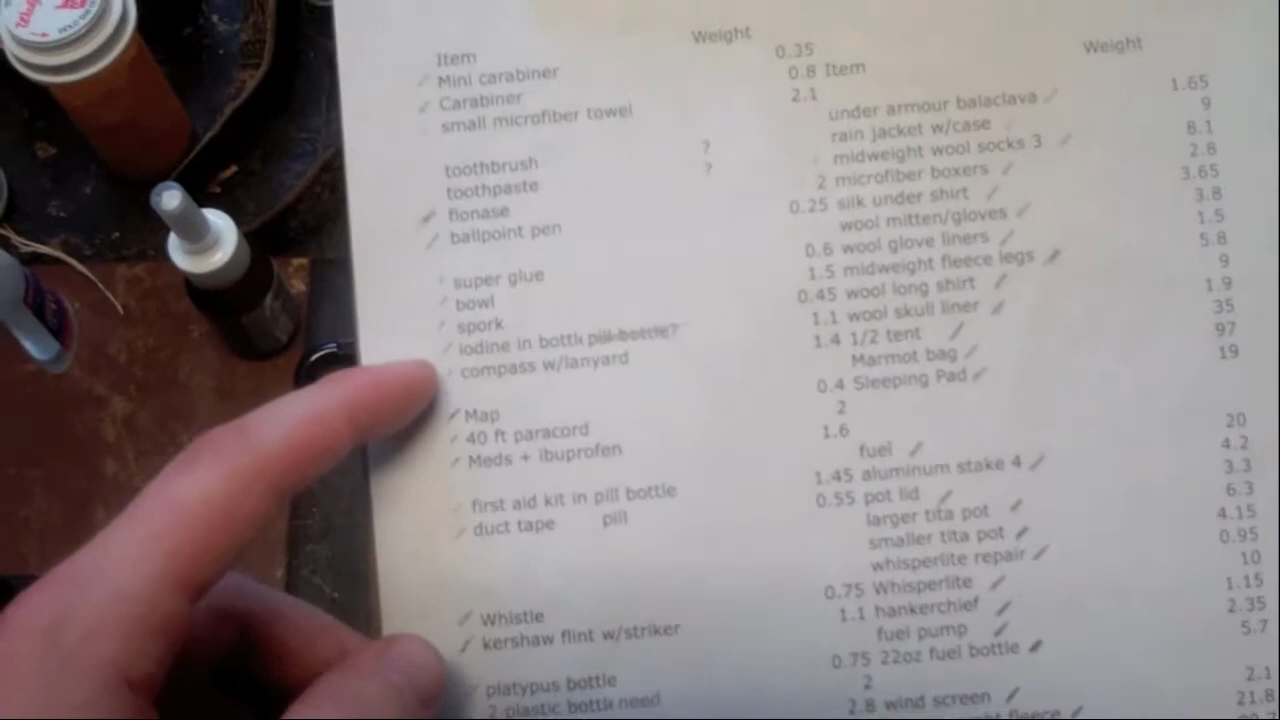 Item Weight
Mini carabiner 0.35
Carabiner 0.8
small microfiber towel 2.1
toothbrush ?
toothpaste ?
flonase
ballpoint pen 0.25
super glue 0.6
bowl 1.5
spork 0.45
iodine in bottl pill bottle? 1.1
compass w/lanyard 1.4
Map 0.4
40 ft paracord 2
Meds + ibuprofen 1.6
first aid kit in pill bottle 1.45
duct tape pill 0.55
Whistle 0.75
kershaw flint w/striker 1.1
platypus bottle 0.75
2 plastic bottl need 2
2.8
Item Weight
under armour balaclava 1.65
rain jacket w/case 9
midweight wool socks 3 8.1
2 microfiber boxers 2.8
silk under shirt 3.65
wool mitten/gloves 3.8
wool glove liners 1.5
midweight fleece legs 5.8
wool long shirt 9
wool skull liner 1.9
1/2 tent 35
Marmot bag 97
Sleeping Pad 19
fuel 20
aluminum stake 4 4.2
pot lid 3.3
larger tita pot 6.3
smaller tita pot 4.15
whisperlite repair 0.95
Whisperlite 10
hankerchief 1.15
fuel pump 2.35
22oz fuel bottle 5.7
wind screen 2.1
fleece 21.8